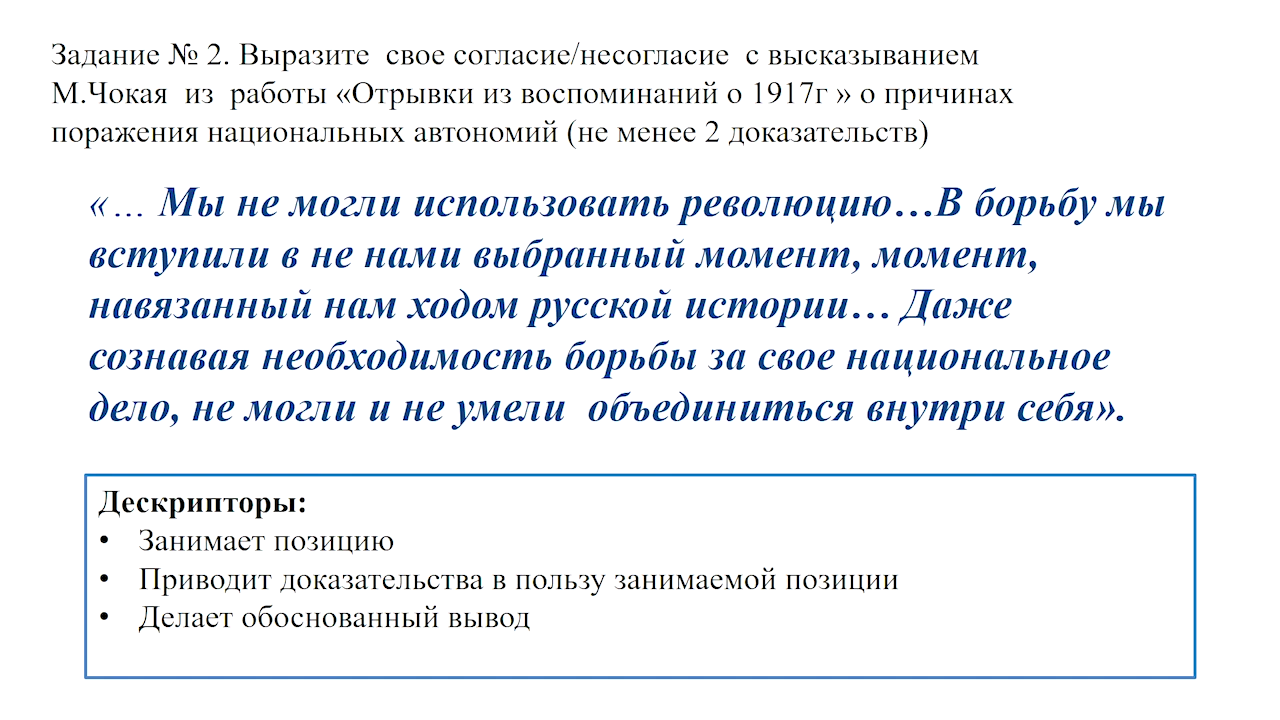 Задание № 2. Выразите свое согласие/несогласие с высказыванием
М.Чокая из работы «Отрывки из воспоминаний о 1917г » о причинах
поражения национальных автономий (не менее 2 доказательств)
«… Мы не могли использовать революцию…В борьбу мы
вступили в не нами выбранный момент, момент,
навязанный нам ходом русской истории… Даже
сознавая необходимость борьбы за свое национальное
дело, не могли и не умели объединиться внутри себя».
Дескрипторы:
• Занимает позицию
• Приводит доказательства в пользу занимаемой позиции
• Делает обоснованный вывод